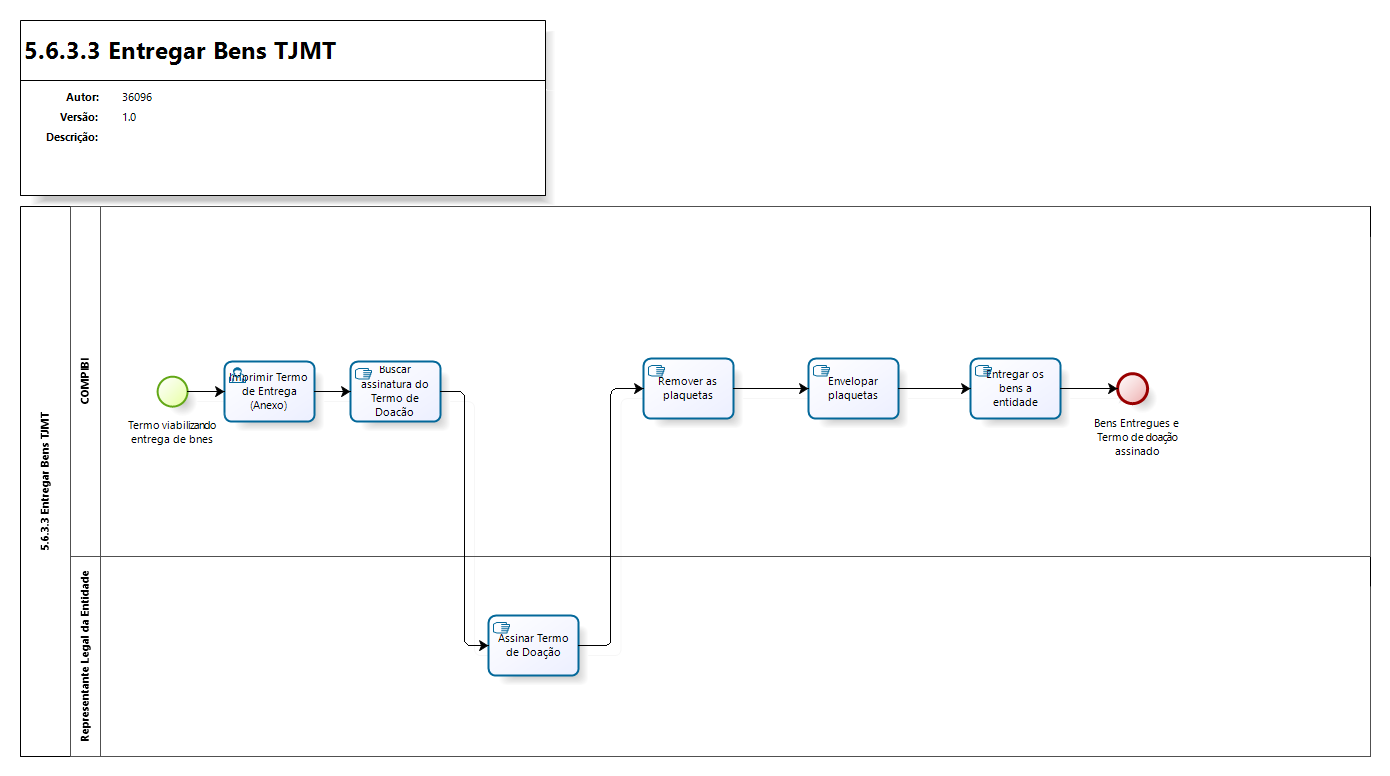 5.6.3.3 Entregar Bens TJMT
Autor: 36096
Versão: 1.0
Descrição:
5.6.3.3 Entregar Bens TJMT
COMPIBI
Termo viabilizando
entrega de bnes
Imprimir Termo
de Entrega
(Anexo)
Buscar
assinatura do
Termo de
Doacão
Remover as
plaquetas
Envelopar
plaquetas
Entregar os
bens a
entidade
Bens Entregues e
Termo de doação
assinado
Representante Legal da Entidade
Assinar Termo
de Doação